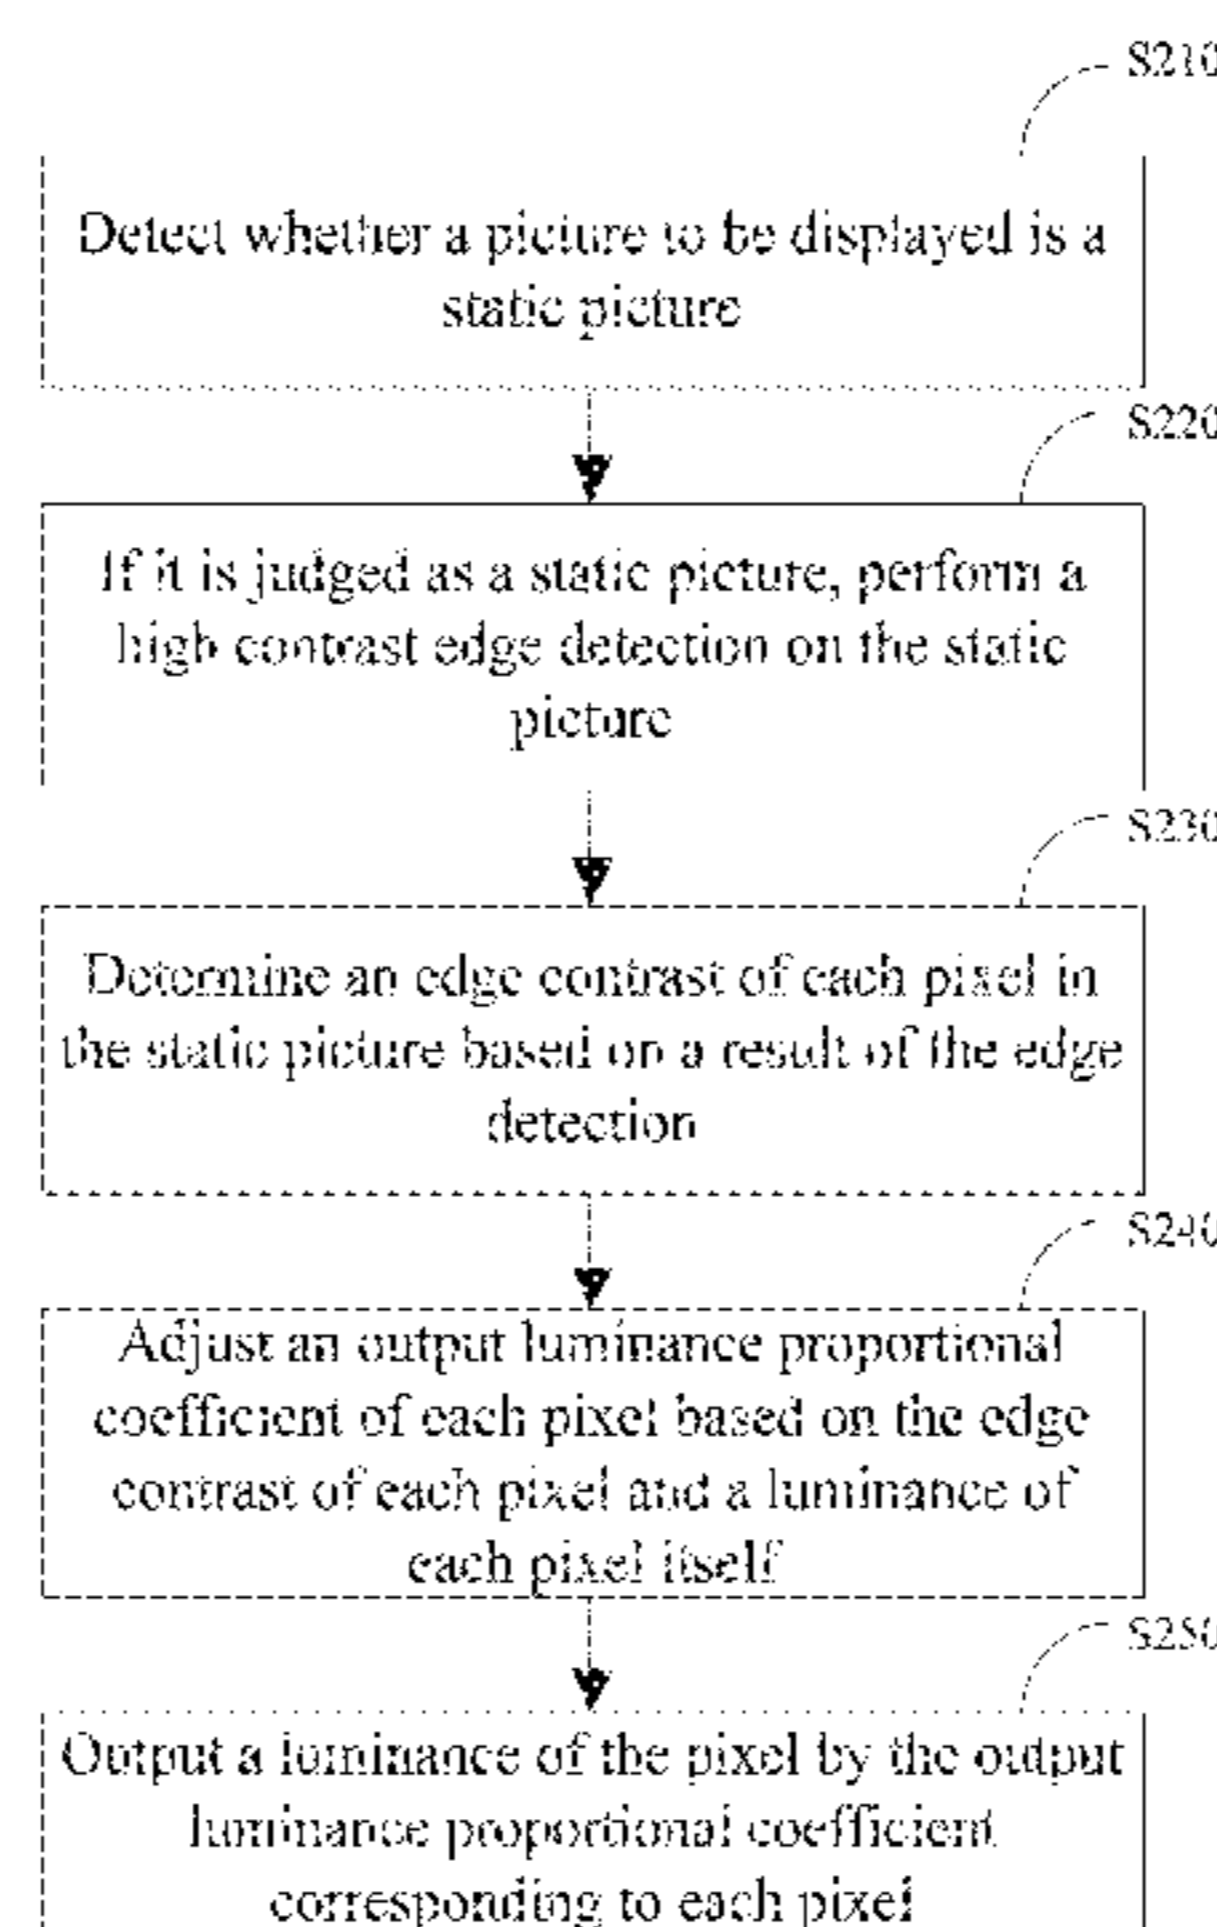 S210
Detect whether a picture to be displayed is a
static picture
S220
If it is judged as a static picture, perform a
high contrast edge detection on the static
picture
S230
Determine an edge contrast of each pixel in
the static picture based on a result of the edge
detection
S240
Adjust an output luminance proportional
coefficient of each pixel based on the edge
contrast of each pixel and a luminance of
each pixel itself
S250
Output a luminance of the pixel by the output
luminance proportional coefficient
corresponding to each pixel